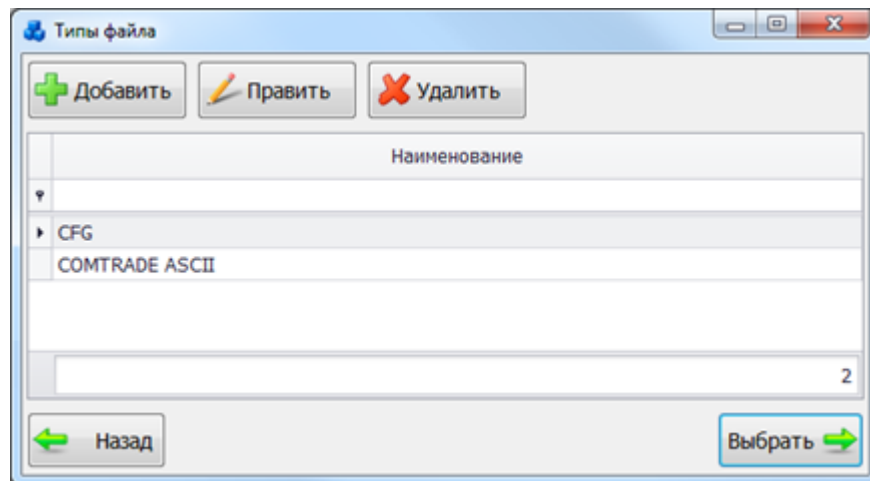 Типы файла
Добавить Править Удалить
Наименование
CFG
COMTRADE ASCII
2
Назад Выбрать